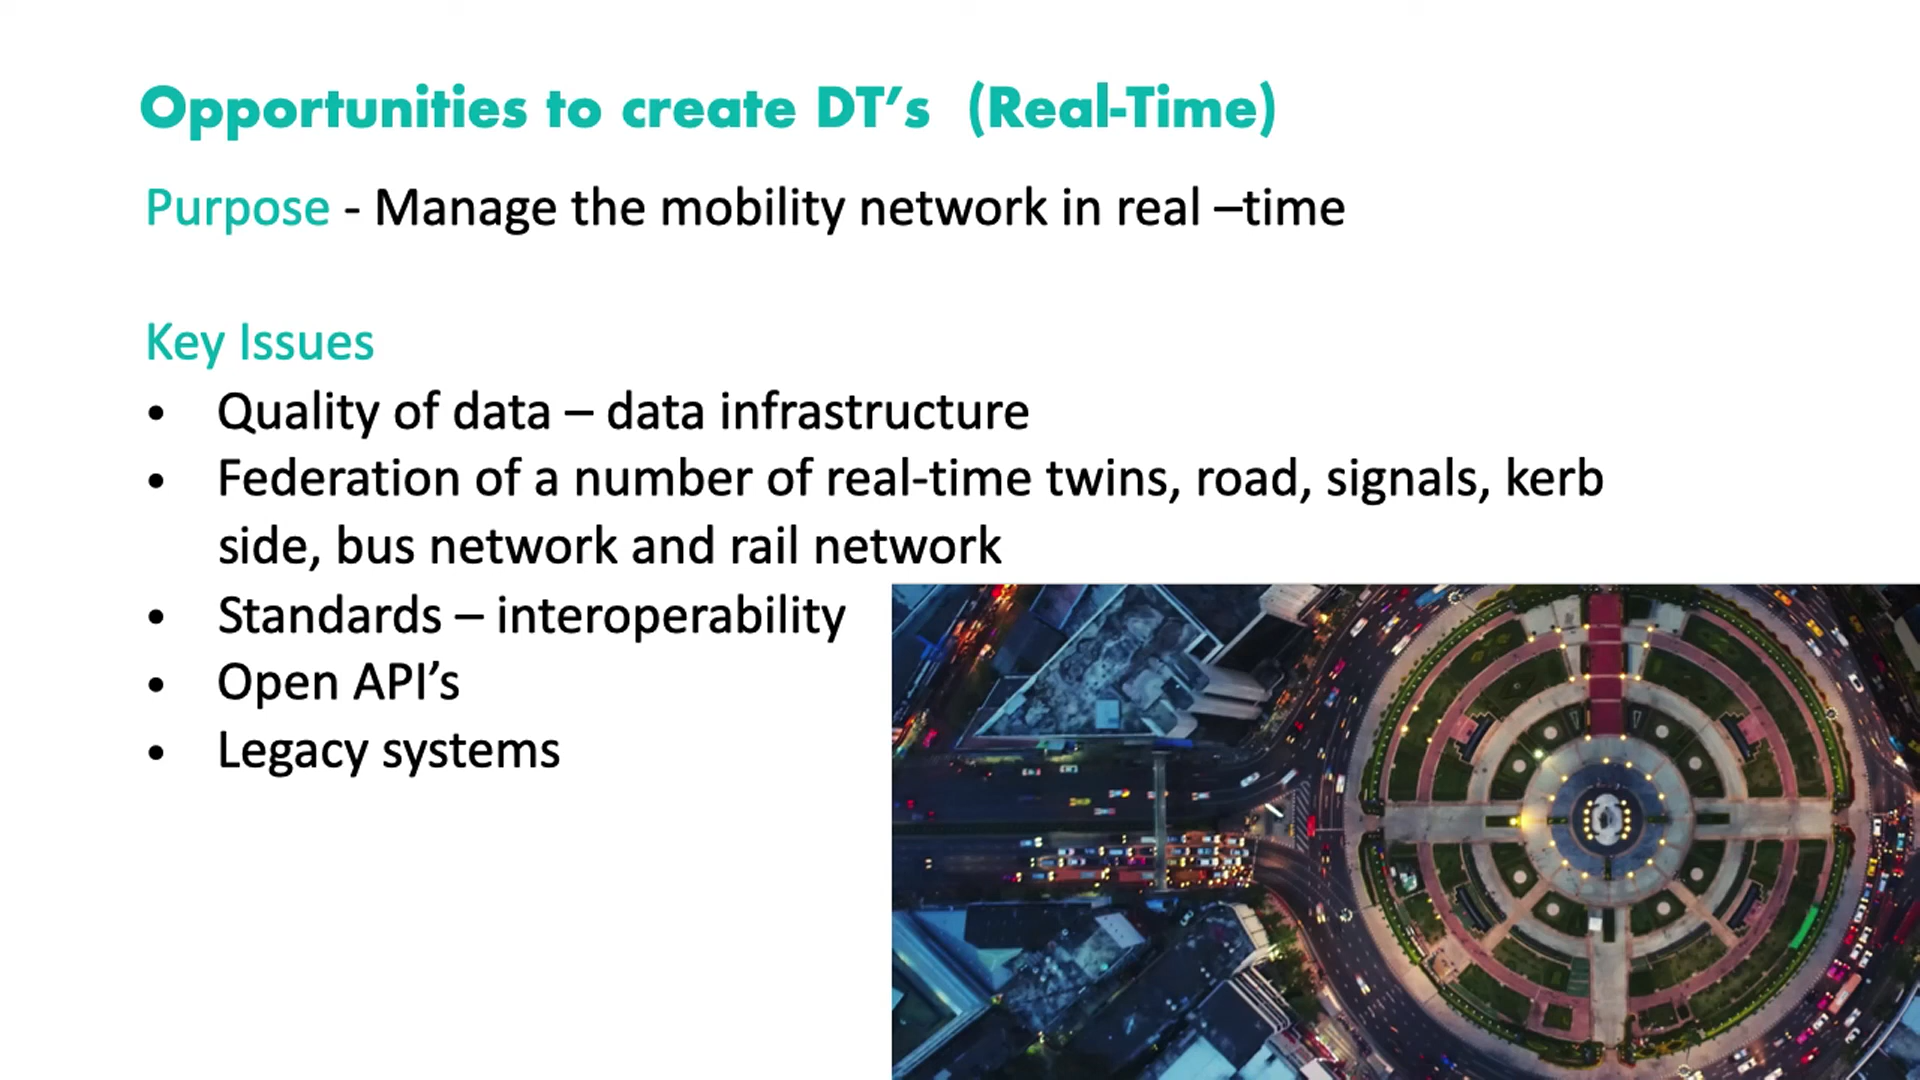 Opportunities to create DT’s (Real-Time)
Purpose - Manage the mobility network in real –time
Key Issues
• Quality of data – data infrastructure
• Federation of a number of real-time twins, road, signals, kerb
side, bus network and rail network
• Standards – interoperability
• Open API’s
• Legacy systems